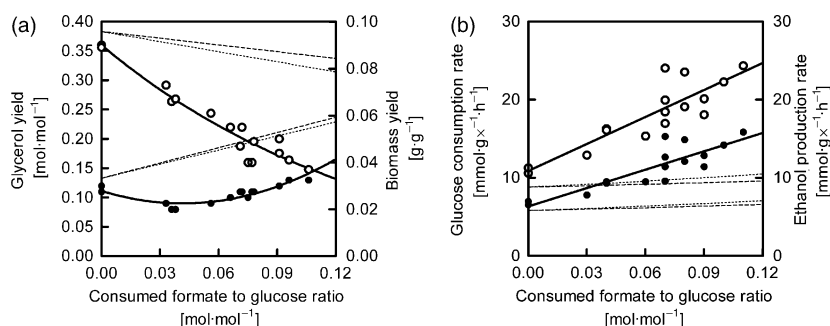 (a)
Glycerol yield
[mol·mol⁻¹]
0.40
0.35
0.30
0.25
0.20
0.15
0.10
0.05
0.00
0.10
0.08
0.06
0.04
0.02
0.00
Biomass yield
[g·g⁻¹]
0.00 0.03 0.06 0.09 0.12
Consumed formate to glucose ratio
[mol·mol⁻¹]
(b)
Glucose consumption rate
[mmol·gx⁻¹·h⁻¹]
30
20
10
0
30
20
10
0
Ethanol production rate
[mmol·gx⁻¹·h⁻¹]
0.00 0.03 0.06 0.09 0.12
Consumed formate to glucose ratio
[mol·mol⁻¹]